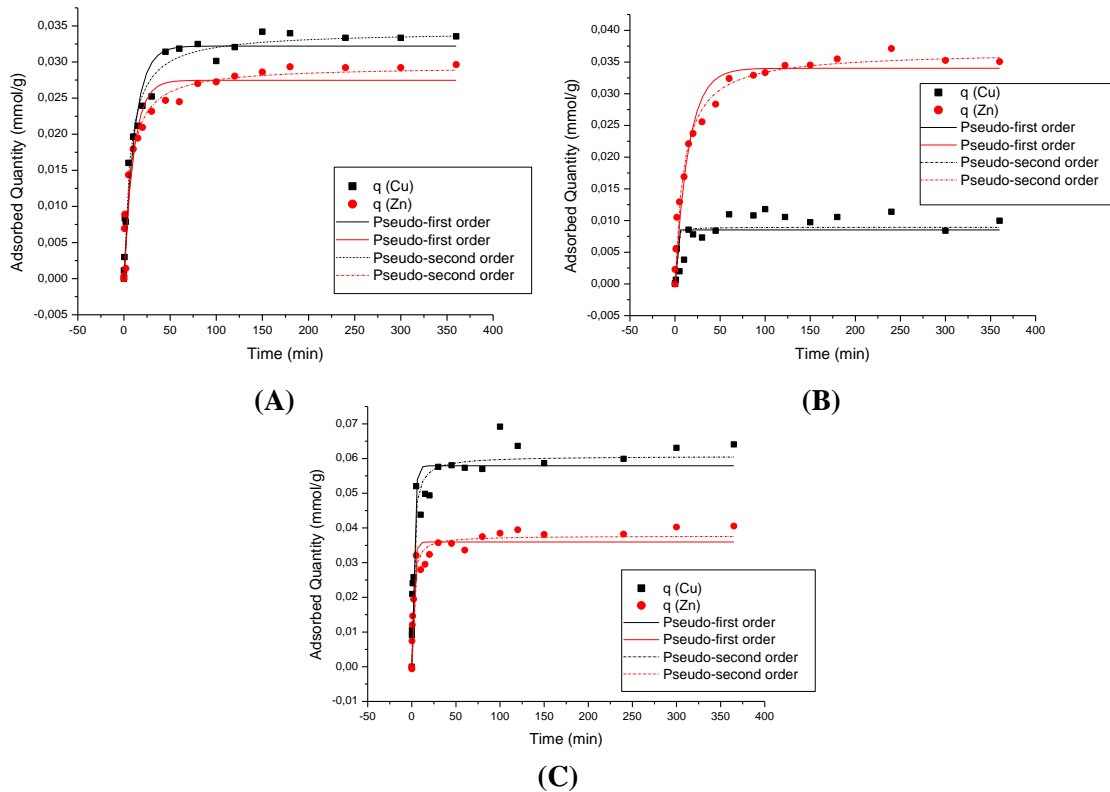 0,035
0,030
0,025
0,020
0,015
0,010
0,005
0,000
-0,005
Adsorbed Quantity (mmol/g)
-50 0 50 100 150 200 250 300 350 400
Time (min)
q (Cu)
q (Zn)
Pseudo-first order
Pseudo-first order
Pseudo-second order
Pseudo-second order
(A)
0,040
0,035
0,030
0,025
0,020
0,015
0,010
0,005
0,000
-0,005
Adsorbed Quantity (mmol/g)
-50 0 50 100 150 200 250 300 350 400
Time (min)
q (Cu)
q (Zn)
Pseudo-first order
Pseudo-first order
Pseudo-second order
Pseudo-second order
(B)
0,07
0,06
0,05
0,04
0,03
0,02
0,01
0,00
-0,01
Adsorbed Quantity (mmol/g)
-50 0 50 100 150 200 250 300 350 400
Time (min)
q (Cu)
q (Zn)
Pseudo-first order
Pseudo-first order
Pseudo-second order
Pseudo-second order
(C)